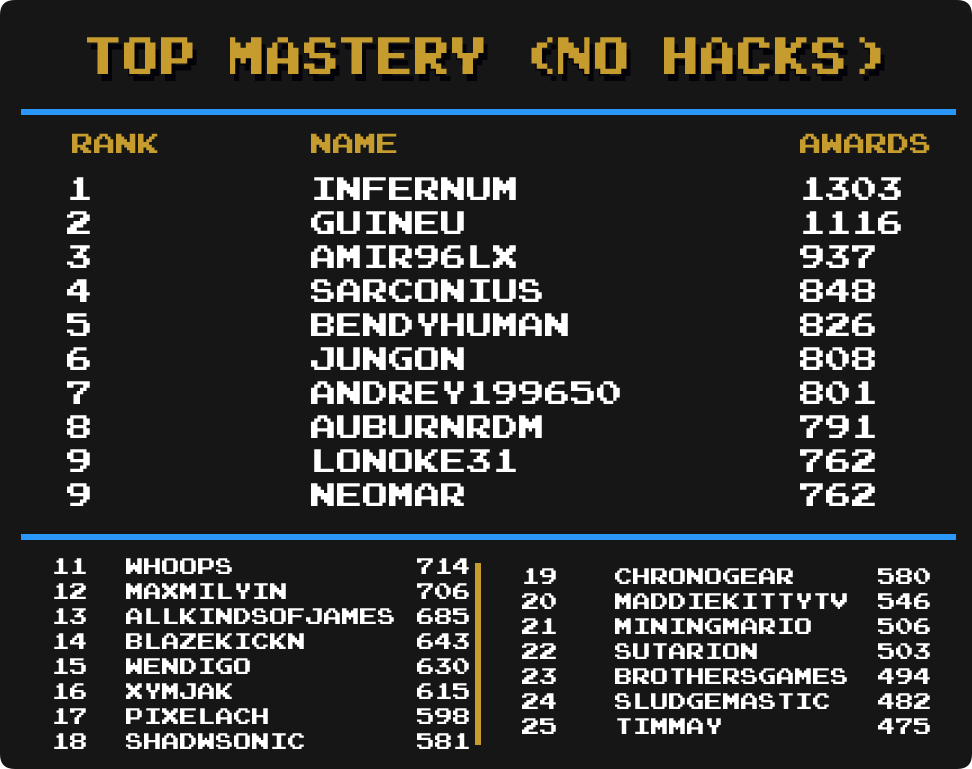 TOP MASTERY (NO HACKS)
RANK NAME AWARDS
1 INFERNUM 1303
2 GUINEU 1116
3 AMIR96LX 937
4 SARCONIUS 848
5 BENDYHUMAN 826
6 JUNGON 808
7 ANDREY199650 801
8 AUBURNRDM 791
9 LONOKE31 762
9 NEOMAR 762
11 WHOOPS 714
12 MAXMILYIN 706
13 ALLKINDSOFJAMES 685
14 BLAZEKICKN 643
15 WENDIGO 630
16 XYMJAK 615
17 PIXELACH 598
18 SHADWSONIC 581
19 CHRONOGEAR 580
20 MADDIEKITTYTV 546
21 MININGMARIO 506
22 SUTARION 503
23 BROTHERSGAMES 494
24 SLUDGEMASTIC 482
25 TIMMAY 475